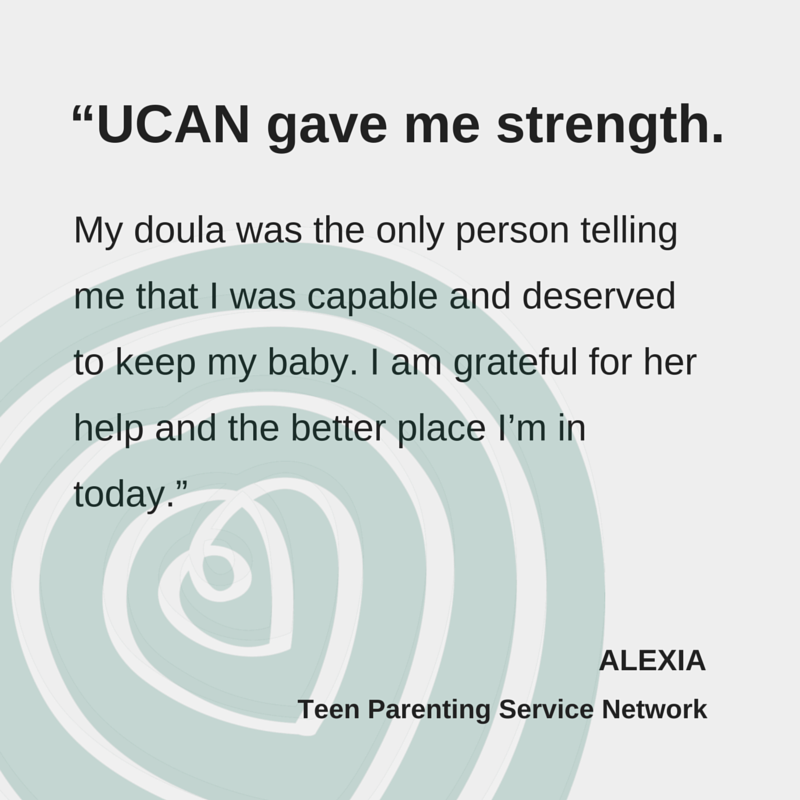 “UCAN gave me strength.
My doula was the only person telling
me that I was capable and deserved
to keep my baby. I am grateful for her
help and the better place I’m in
today.”
ALEXIA
Teen Parenting Service Network